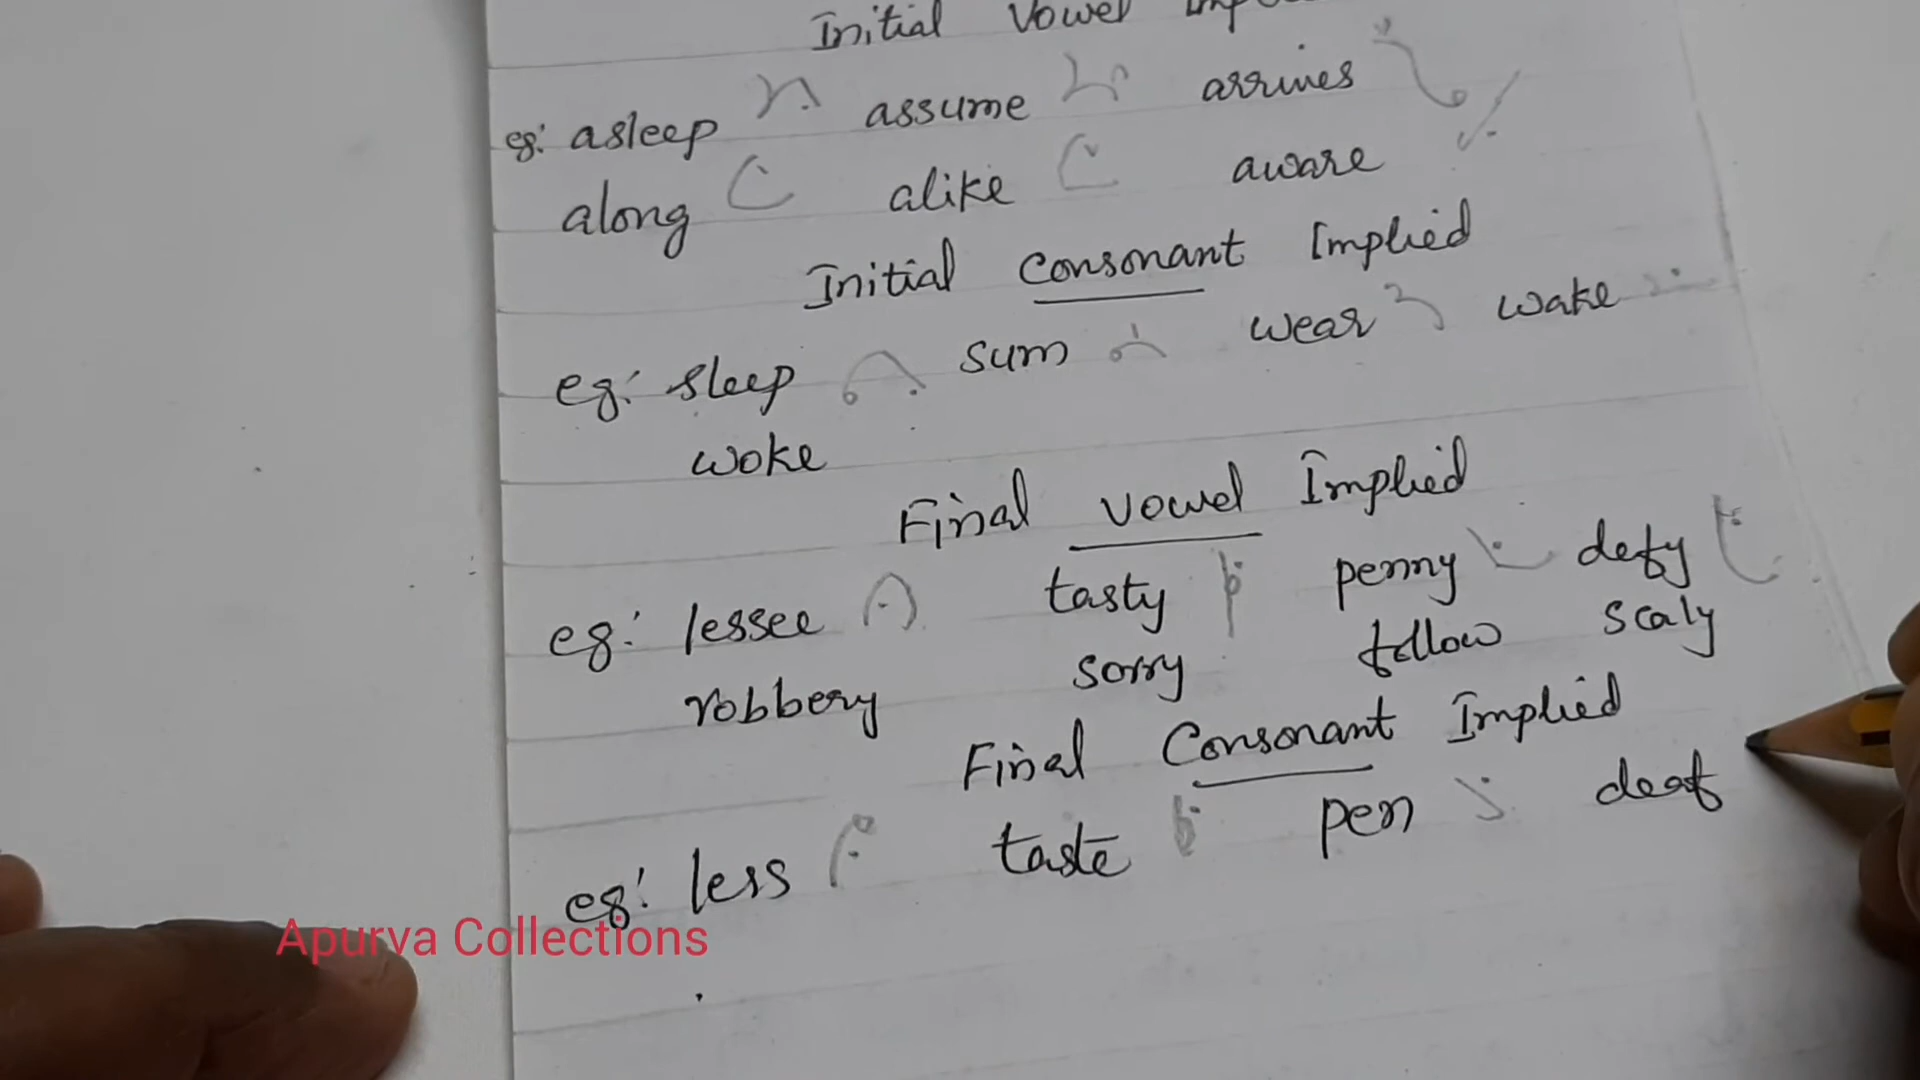 Initial Vowel
eg: asleep assume arrives
along alike aware
Initial Consonant Implied
eg: sleep sum wear wake
woke
Final Vowel Implied
eg: lessee tasty penny defy
robbery sorry follow scaly
Final Consonant Implied
eg: less taste pen deaf
Apurva Collections